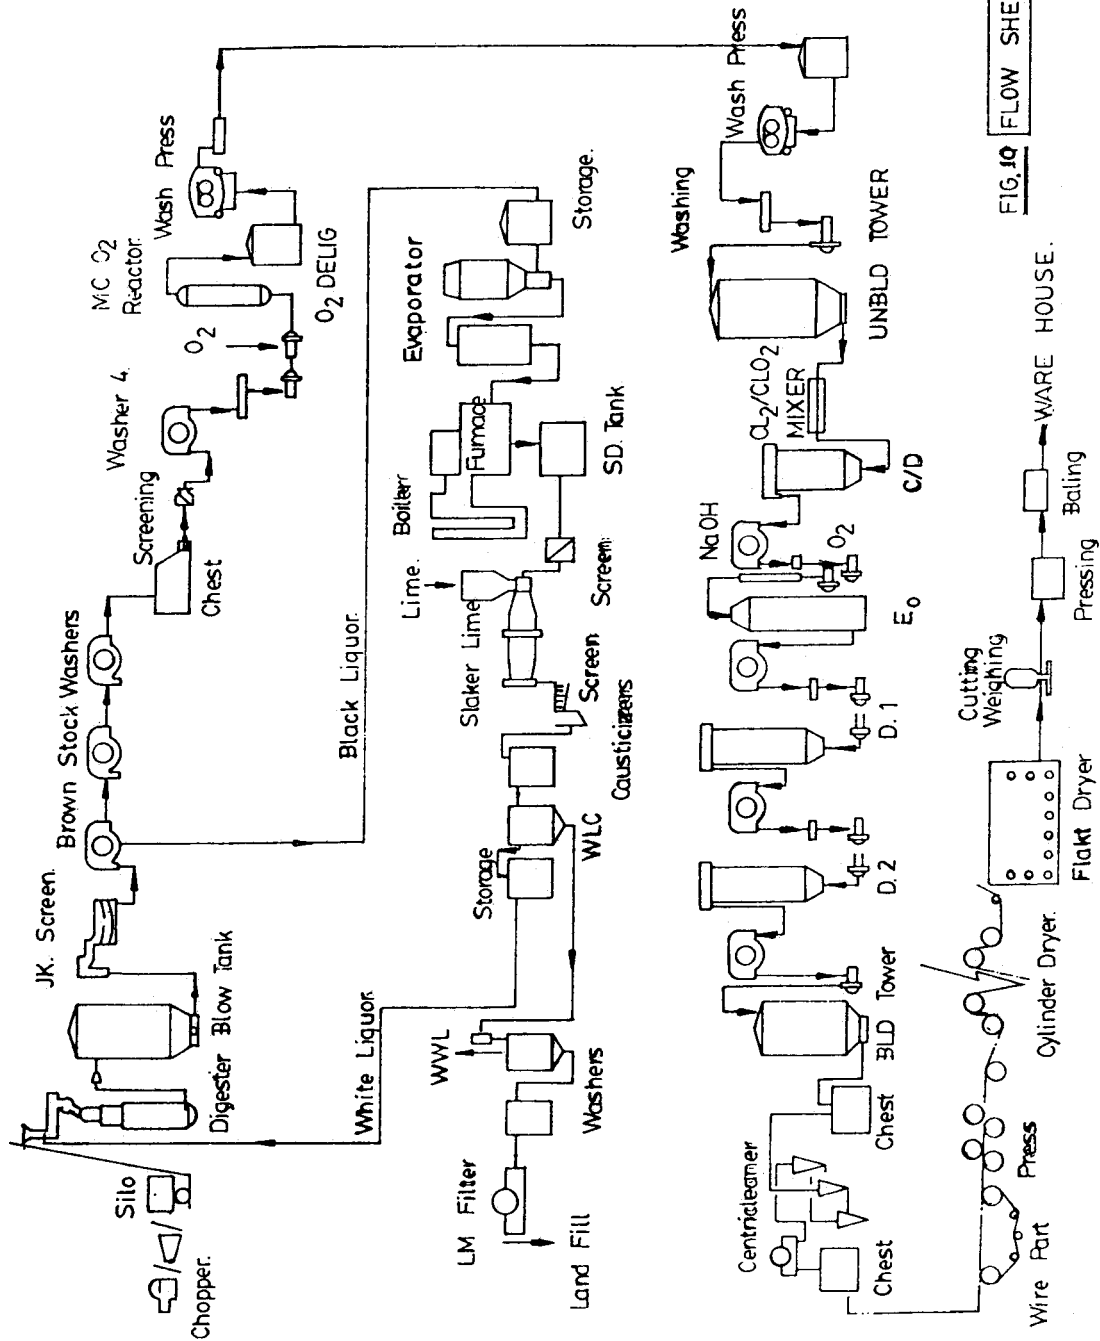 Chopper.
Silo
Digester
Blow Tank
JK. Screen.
Brown Stock Washers
Chest
Screening
Washer 4.
O2
MC O2
Reactor.
O2 DELIG
Wash Press
White Liquor.
Black Liquor.
Land Fill
LM Filter
Washers
WWL
Storage
WLC
Causticizers
Screen
Slaker Lime
Lime.
Screen.
Boiler
Furnace
SD. Tank
Evaporator
Storage.
Chest
Centricleaner
Chest
BLD Tower
D.2
D.1
E0
NaOH
O2
C/D
CL2/CLO2
MIXER
UNBLD TOWER
Washing
Wash Press
Wire Part
Press
Cylinder Dryer.
Flakt Dryer
Cutting
Weighing
Pressing
Baling
WARE HOUSE.
FIG.10 FLOW SHE